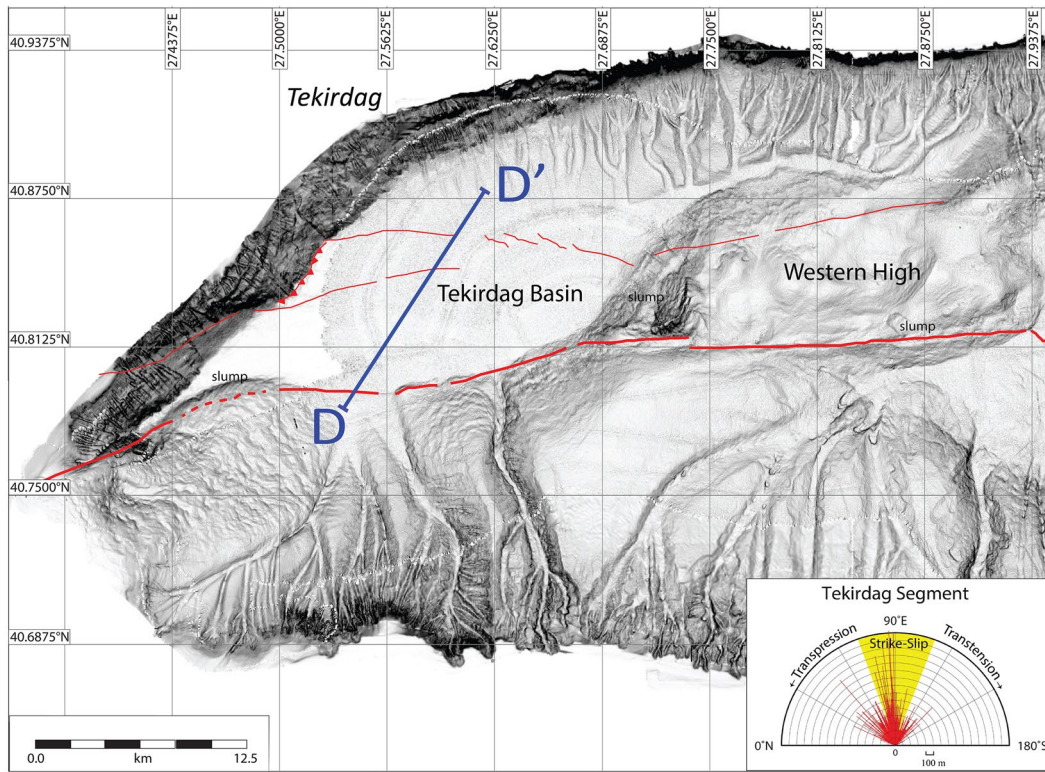 27.4375°E
27.5000°E
27.5625°E
27.6250°E
27.6875°E
27.7500°E
27.8125°E
27.8750°E
27.9375°E
40.9375°N
Tekirdag
40.8750°N
D’
Western High
Tekirdag Basin
slump
slump
40.8125°N
slump
D
40.7500°N
40.6875°N
Tekirdag Segment
90˚E
Strike-Slip
← Transpression
Transtension →
0˚N
180˚S
0
100 m
0.0
km
12.5